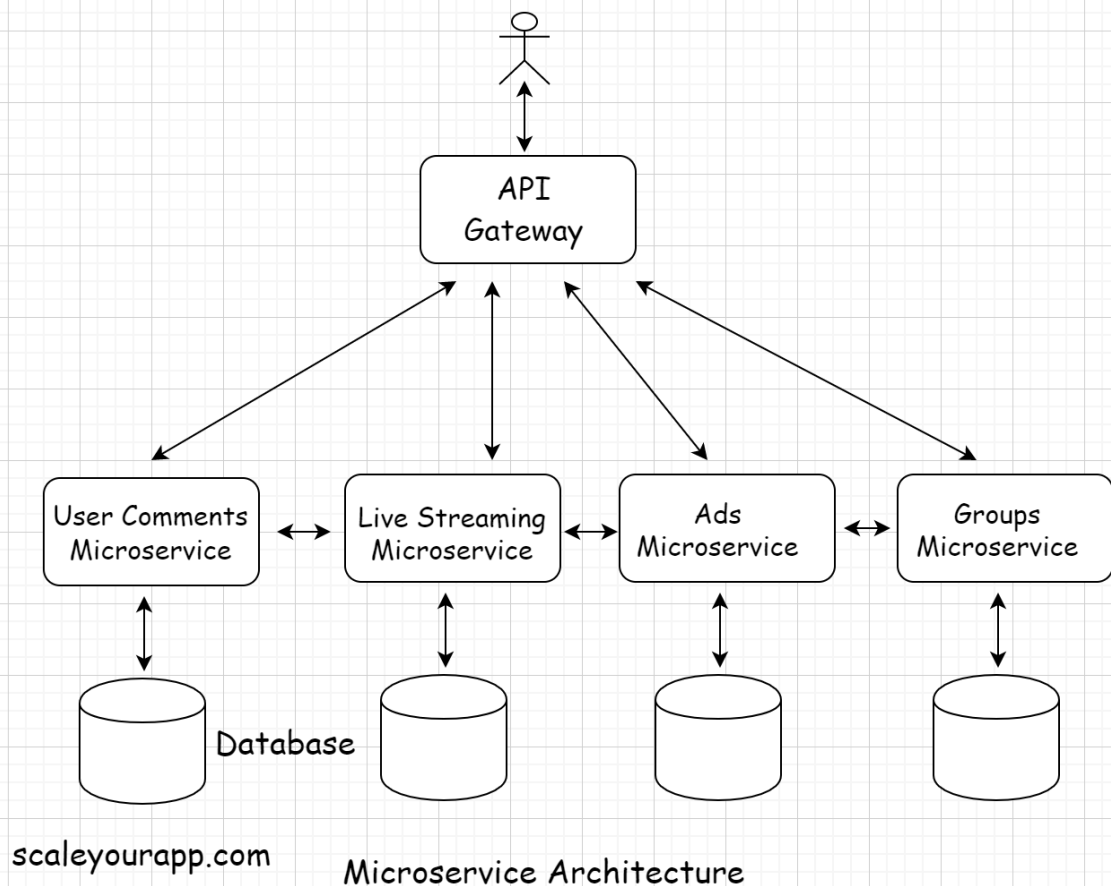 API
Gateway
User Comments
Microservice
Live Streaming
Microservice
Ads
Microservice
Groups
Microservice
Database
scaleyourapp.com
Microservice Architecture